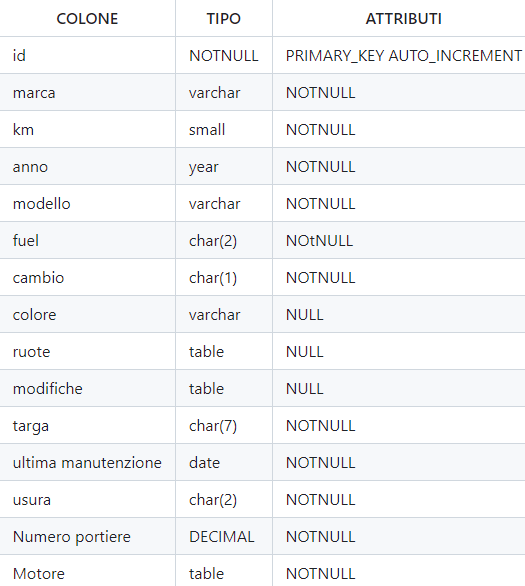 COLONE TIPO ATTRIBUTI
id NOTNULL PRIMARY_KEY AUTO_INCREMENT
marca varchar NOTNULL
km small NOTNULL
anno year NOTNULL
modello varchar NOTNULL
fuel char(2) NOtNULL
cambio char(1) NOTNULL
colore varchar NULL
ruote table NULL
modifiche table NULL
targa char(7) NOTNULL
ultima manutenzione date NOTNULL
usura char(2) NOTNULL
Numero portiere DECIMAL NOTNULL
Motore table NOTNULL